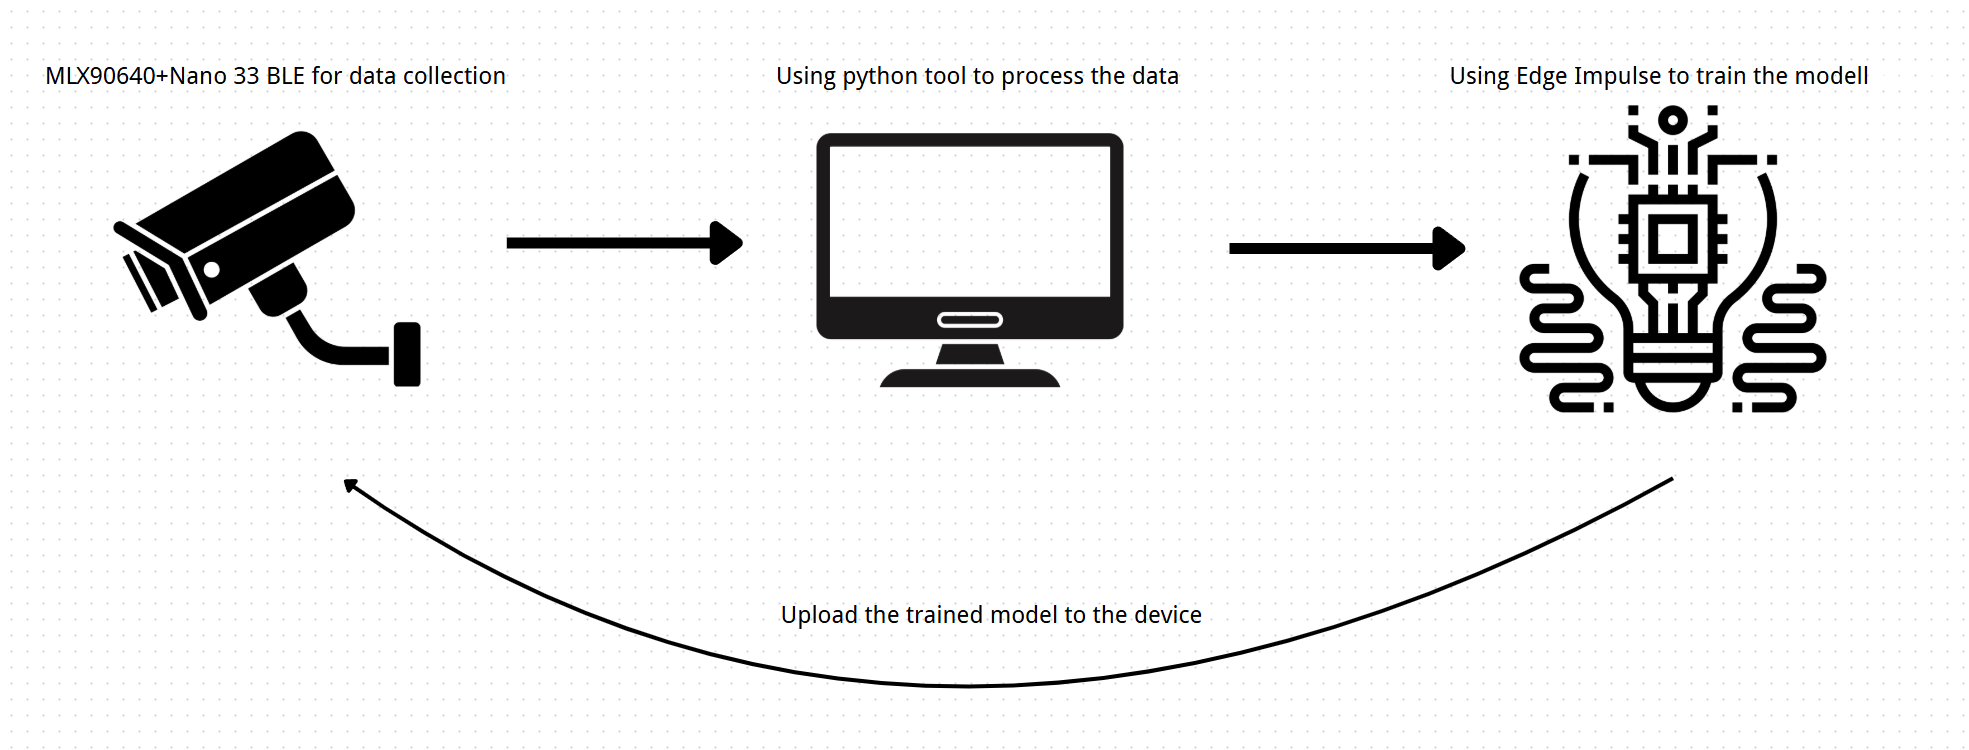 MLX90640+Nano 33 BLE for data collection
Using python tool to process the data
Using Edge Impulse to train the modell
Upload the trained model to the device